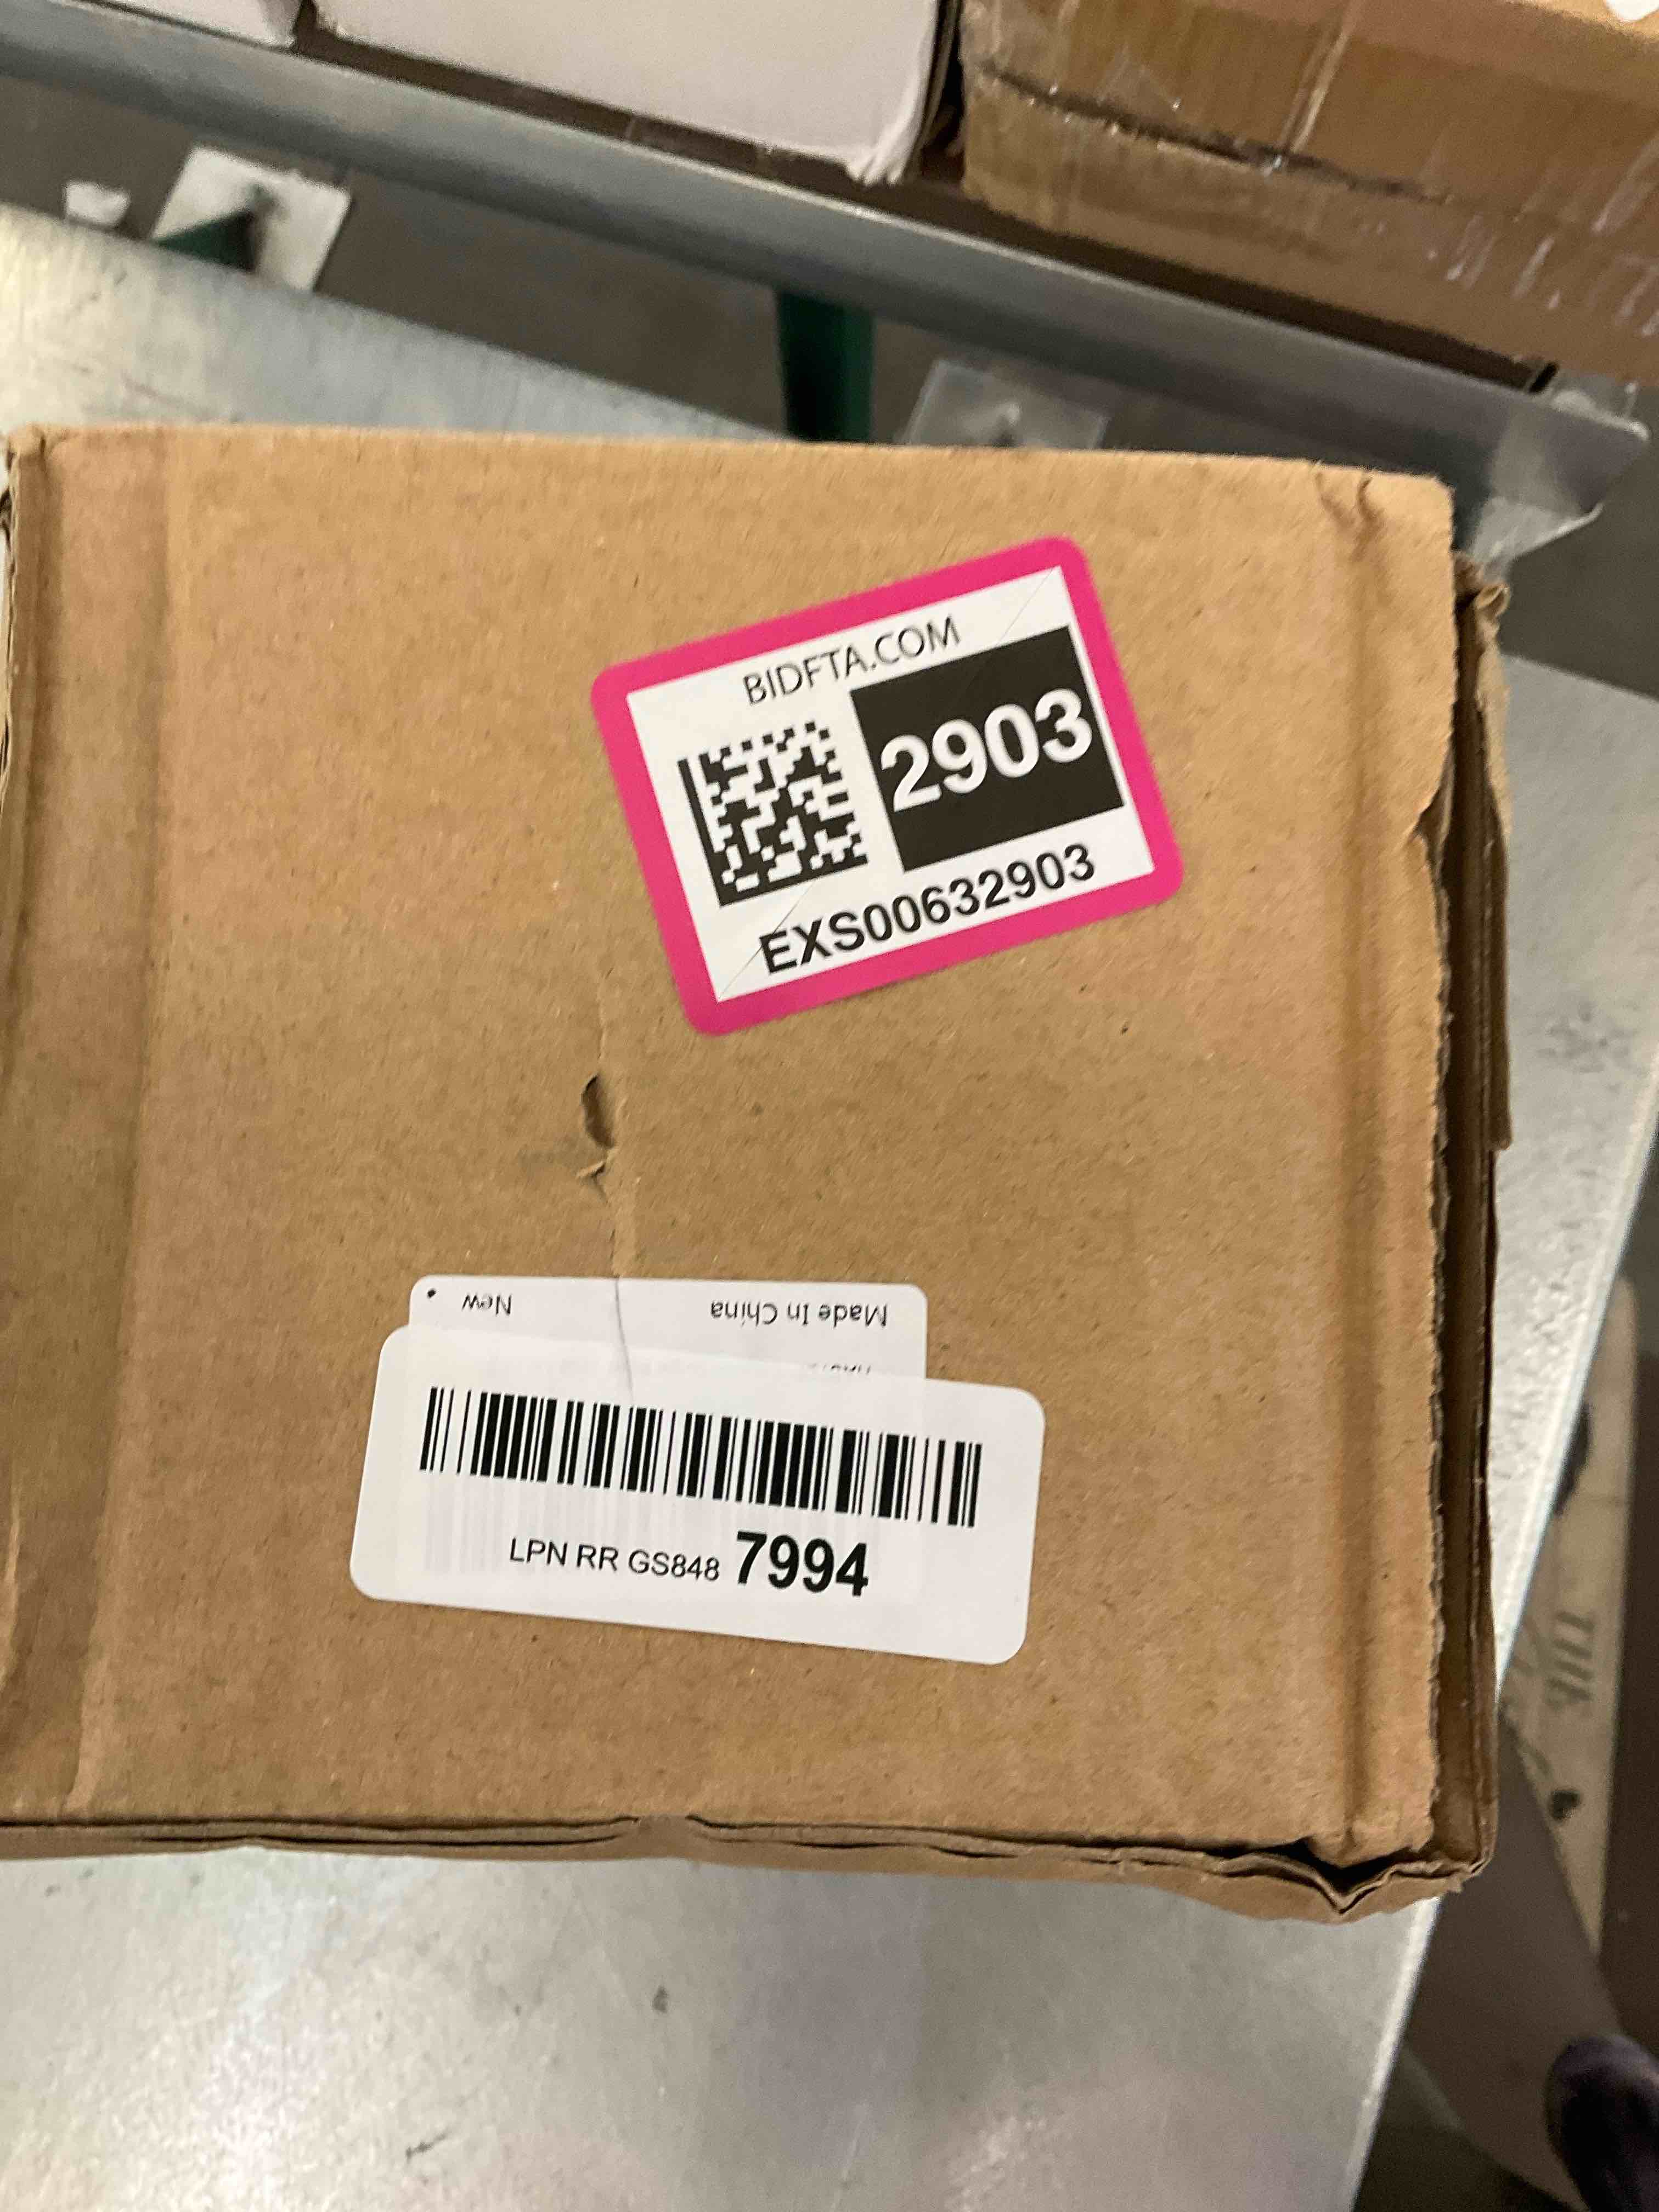 BIDFTA.COM
2903
EXS00632903
Made In China New
LPN RR GS848 7994